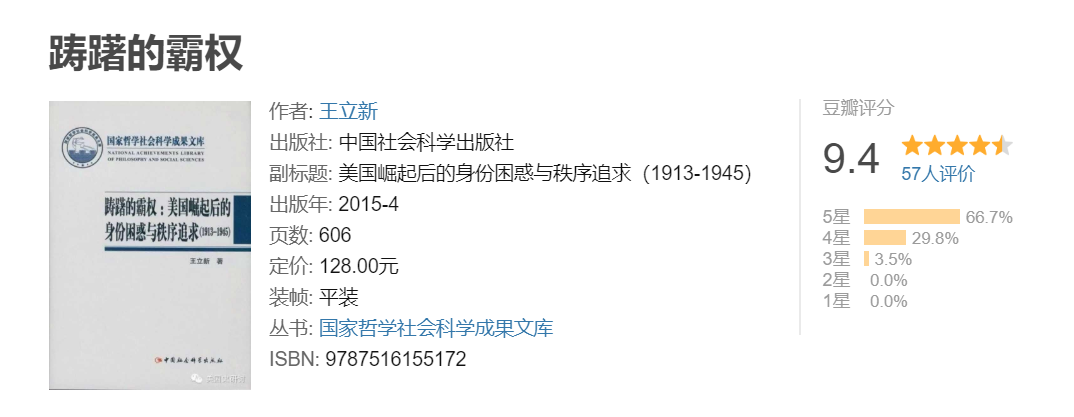 踌躇的霸权
国家哲学社会科学成果文库
NATIONAL ACHIEVEMENTS LIBRARY
OF PHILOSOPHY AND SOCIAL SCIENCES
踌躇的霸权：美国崛起后的
身份困惑与秩序追求(1913-1945)
王立新 著
中国社会科学出版社
作者: 王立新
出版社: 中国社会科学出版社
副标题: 美国崛起后的身份困惑与秩序追求（1913-1945）
出版年: 2015-4
页数: 606
定价: 128.00元
装帧: 平装
丛书: 国家哲学社会科学成果文库
ISBN: 9787516155172
豆瓣评分
9.4
57人评价
5星 66.7%
4星 29.8%
3星 3.5%
2星 0.0%
1星 0.0%